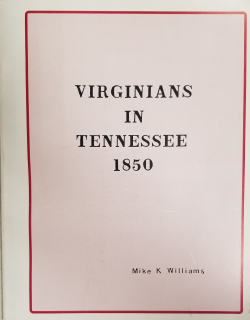 VIRGINIANS
IN
TENNESSEE
1850
Mike K Williams